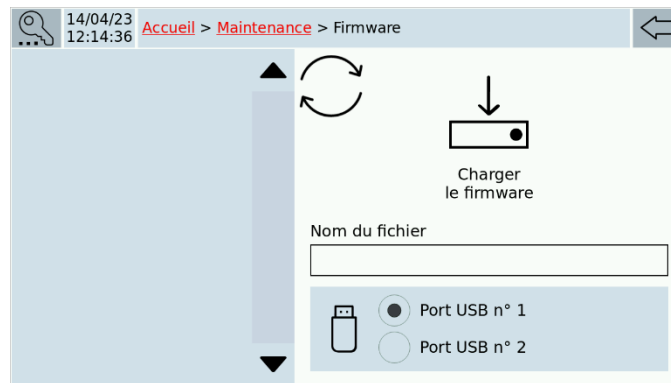 14/04/23
12:14:36
Accueil > Maintenance > Firmware
Charger
le firmware
Nom du fichier
Port USB n° 1
Port USB n° 2